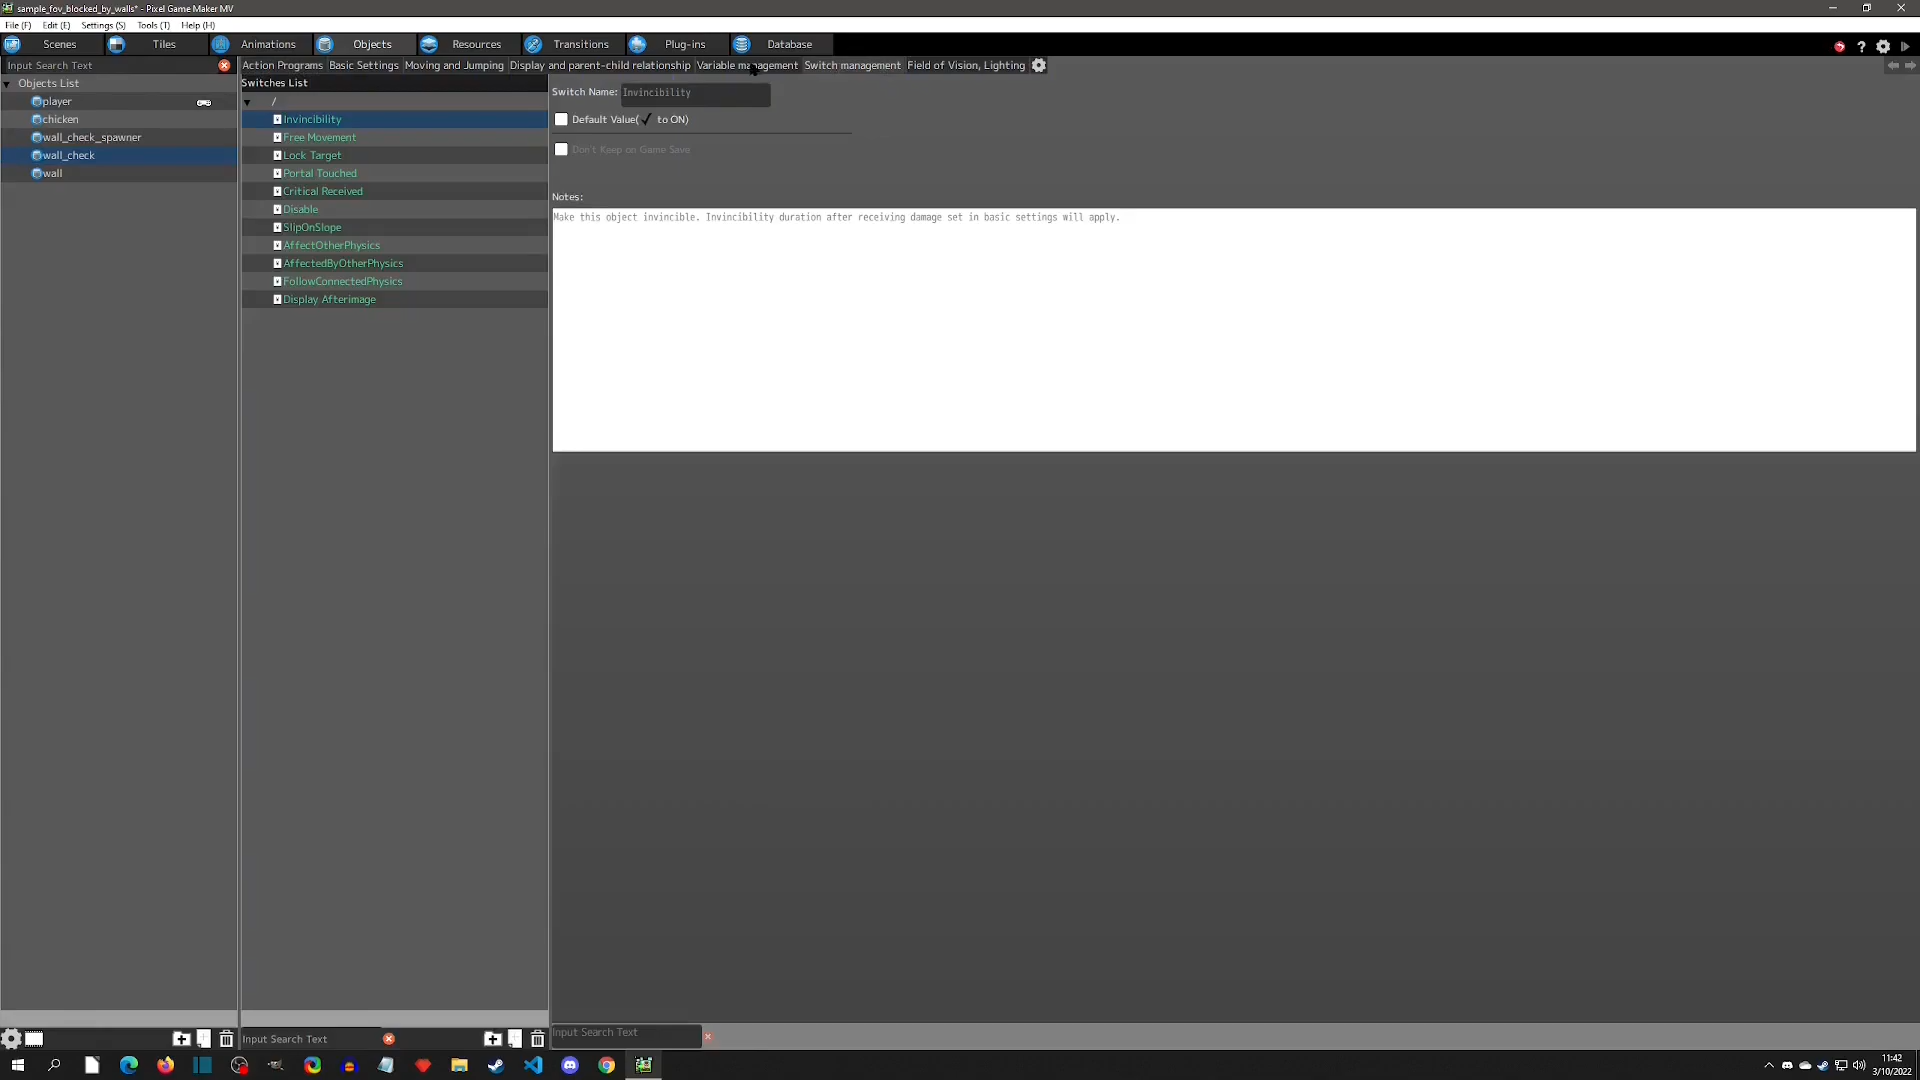 sample_fov_blocked_by_walls* - Pixel Game Maker MV
File (F) Edit (E) Settings (S) Tools (T) Help (H)
Scenes Tiles Animations Objects Resources Transitions Plug-ins Database
Input Search Text
Action Programs Basic Settings Moving and Jumping Display and parent-child relationship Variable management Switch management Field of Vision, Lighting
Objects List
player
chicken
wall_check_spawner
wall_check
wall
Switches List
/
Invincibility
Free Movement
Lock Target
Portal Touched
Critical Received
Disable
SlipOnSlope
AffectOtherPhysics
AffectedByOtherPhysics
FollowConnectedPhysics
Display Afterimage
Switch Name: Invincibility
Default Value(✓ to ON)
Don't Keep on Game Save
Notes:
Make this object invincible. Invincibility duration after receiving damage set in basic settings will apply.
Input Search Text
Input Search Text
11:42
3/10/2022